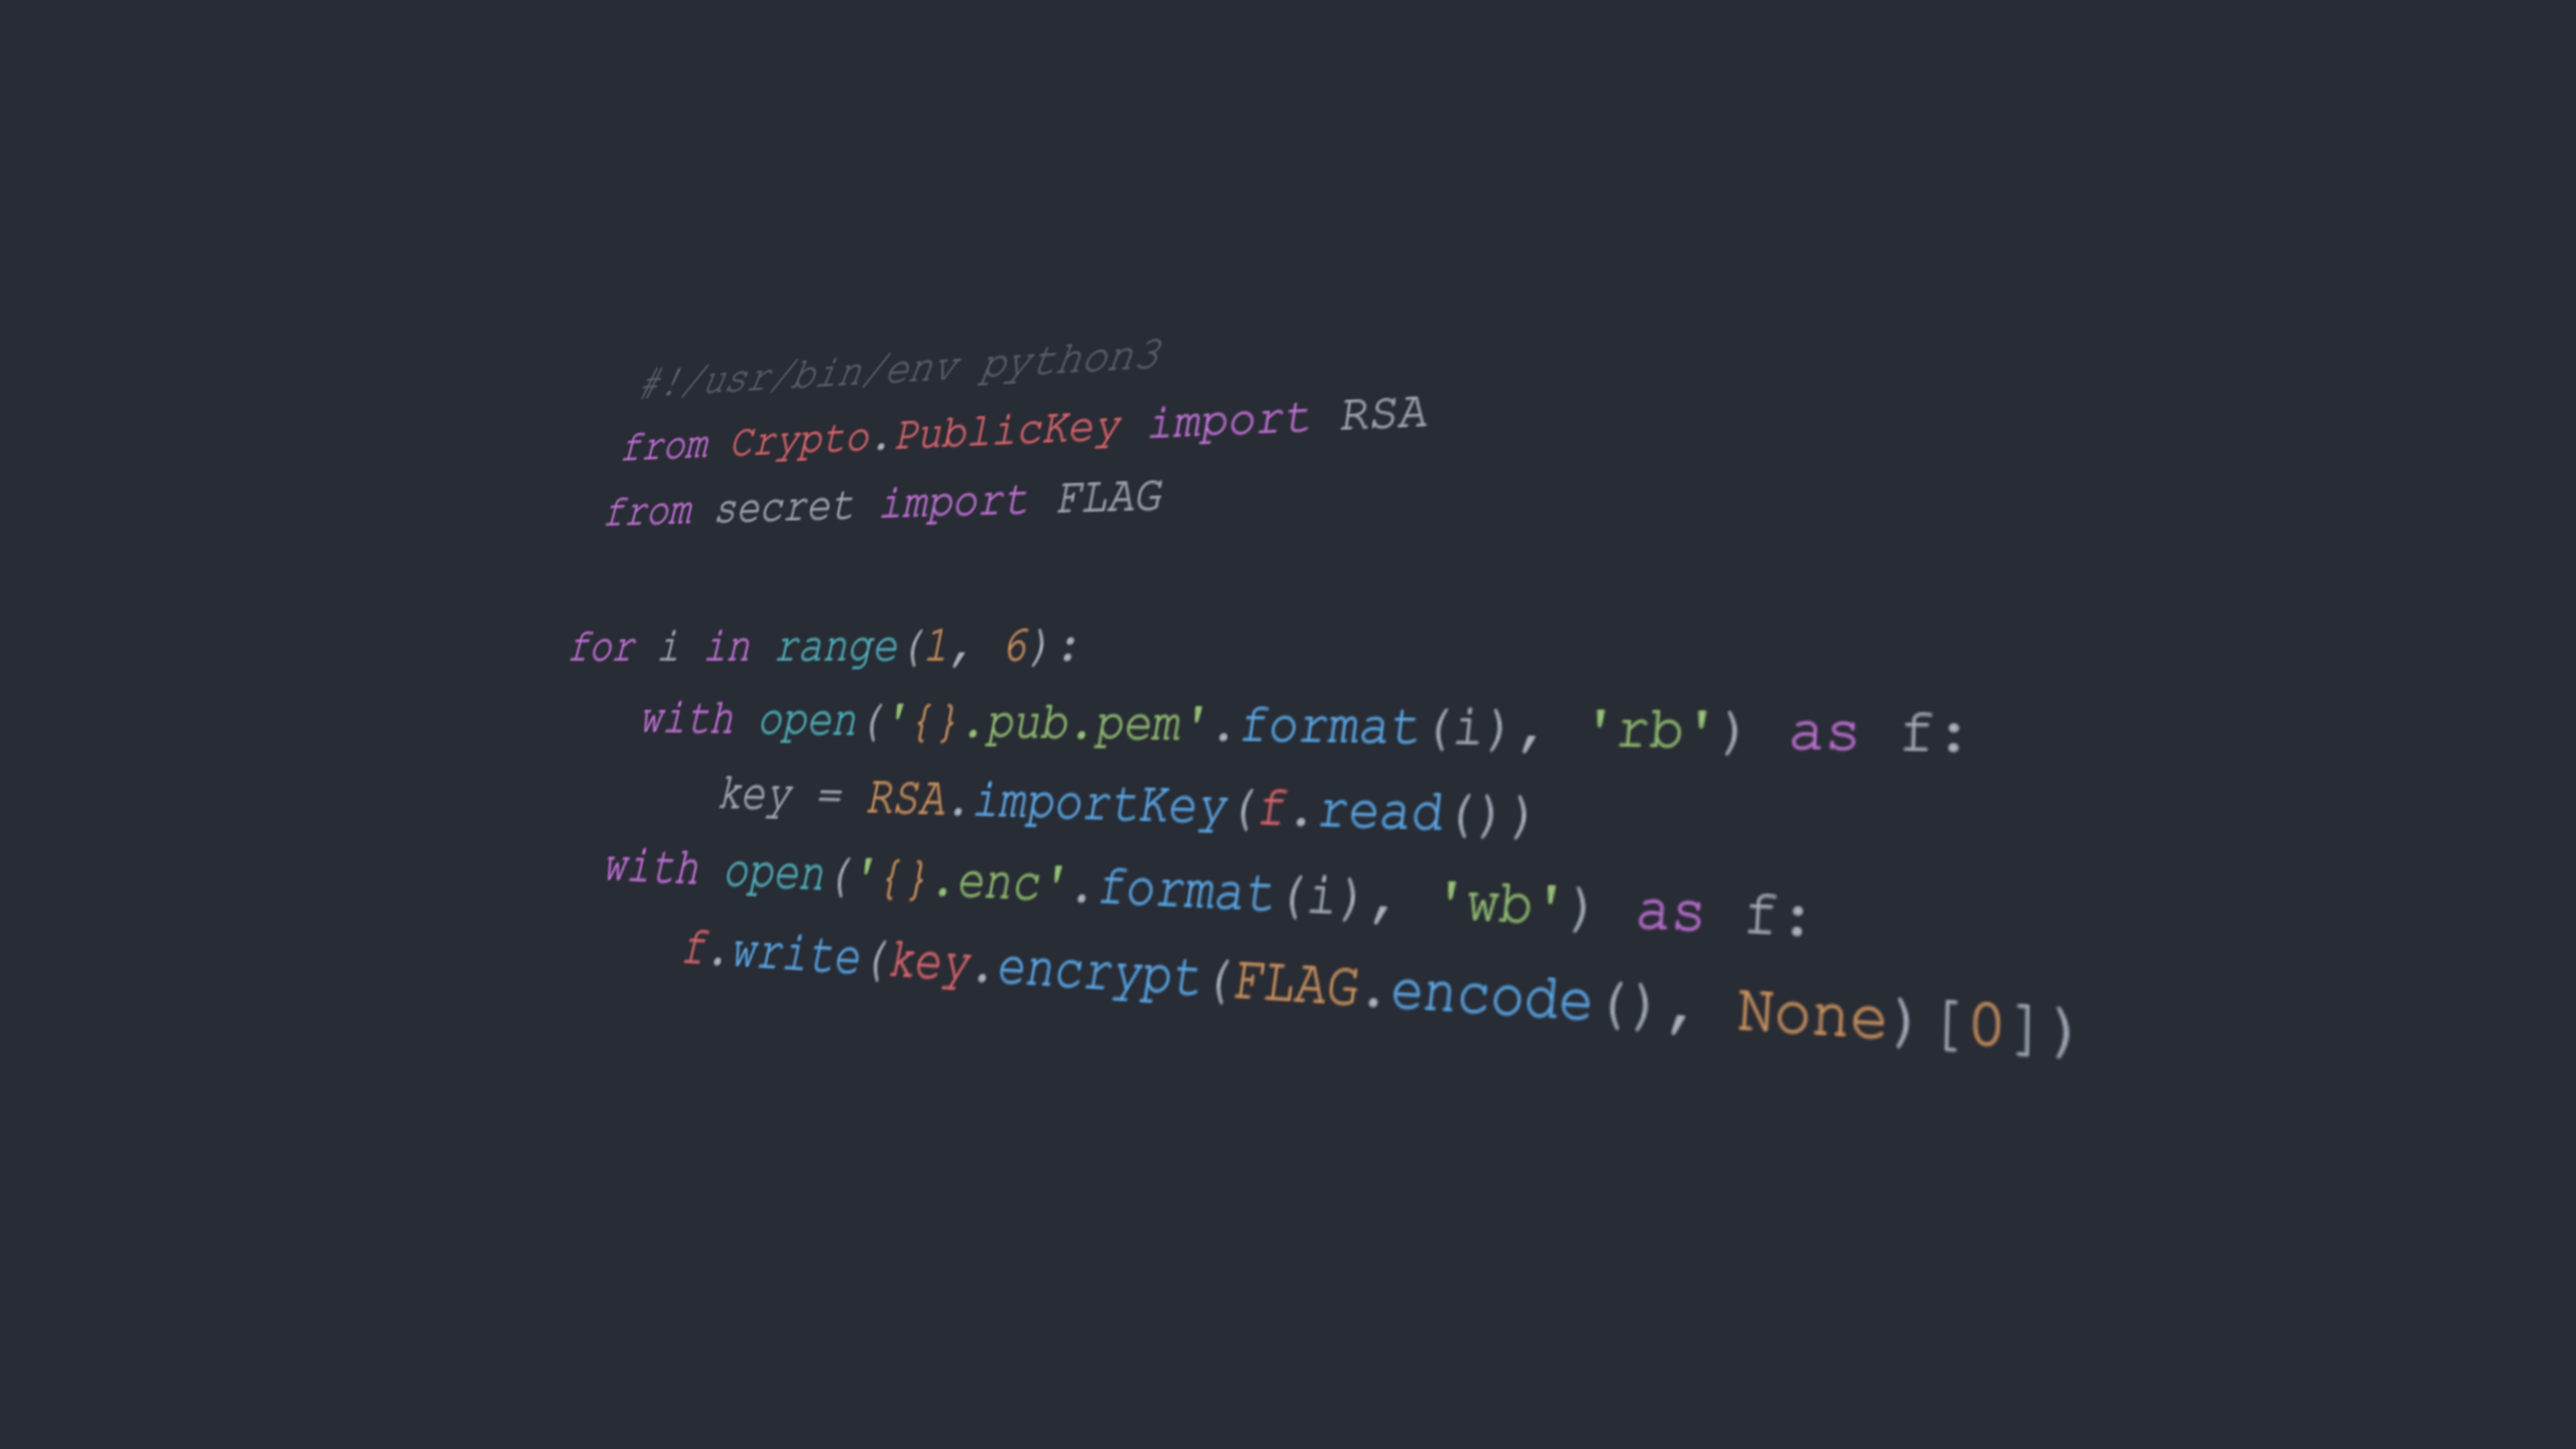 #!/usr/bin/env python3
from Crypto.PublicKey import RSA
from secret import FLAG

for i in range(1, 6):
    with open('{}.pub.pem'.format(i), 'rb') as f:
        key = RSA.importKey(f.read())
    with open('{}.enc'.format(i), 'wb') as f:
        f.write(key.encrypt(FLAG.encode(), None)[0])